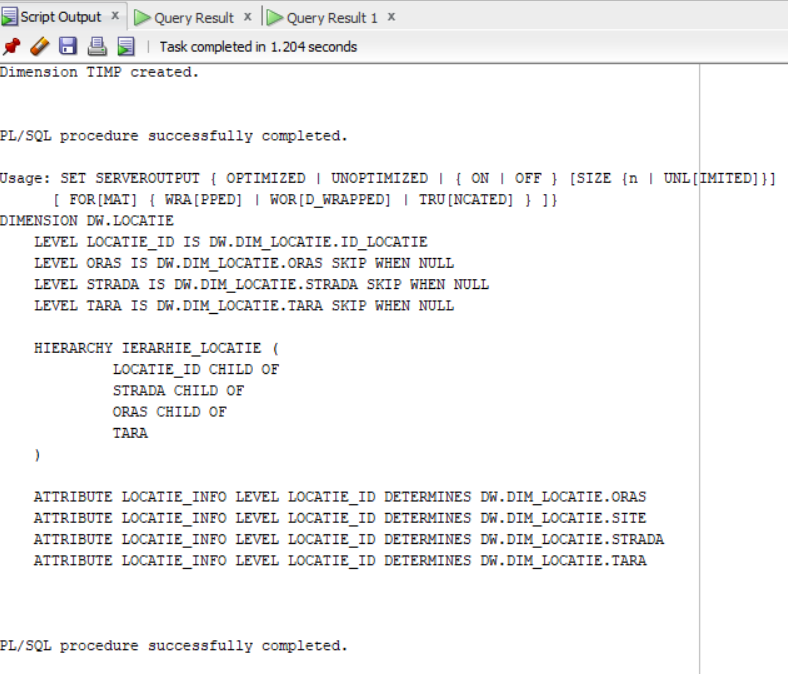 Script Output x Query Result x Query Result 1 x
| Task completed in 1.204 seconds
Dimension TIMP created.
PL/SQL procedure successfully completed.
Usage: SET SERVEROUTPUT { OPTIMIZED | UNOPTIMIZED | { ON | OFF } [SIZE {n | UNL[IMITED]}]
[ FOR[MAT] { WRA[PPED] | WOR[D_WRAPPED] | TRU[NCATED] } ]}
DIMENSION DW.LOCATIE
LEVEL LOCATIE_ID IS DW.DIM_LOCATIE.ID_LOCATIE
LEVEL ORAS IS DW.DIM_LOCATIE.ORAS SKIP WHEN NULL
LEVEL STRADA IS DW.DIM_LOCATIE.STRADA SKIP WHEN NULL
LEVEL TARA IS DW.DIM_LOCATIE.TARA SKIP WHEN NULL
HIERARCHY IERARHIE_LOCATIE (
LOCATIE_ID CHILD OF
STRADA CHILD OF
ORAS CHILD OF
TARA
)
ATTRIBUTE LOCATIE_INFO LEVEL LOCATIE_ID DETERMINES DW.DIM_LOCATIE.ORAS
ATTRIBUTE LOCATIE_INFO LEVEL LOCATIE_ID DETERMINES DW.DIM_LOCATIE.SITE
ATTRIBUTE LOCATIE_INFO LEVEL LOCATIE_ID DETERMINES DW.DIM_LOCATIE.STRADA
ATTRIBUTE LOCATIE_INFO LEVEL LOCATIE_ID DETERMINES DW.DIM_LOCATIE.TARA
PL/SQL procedure successfully completed.